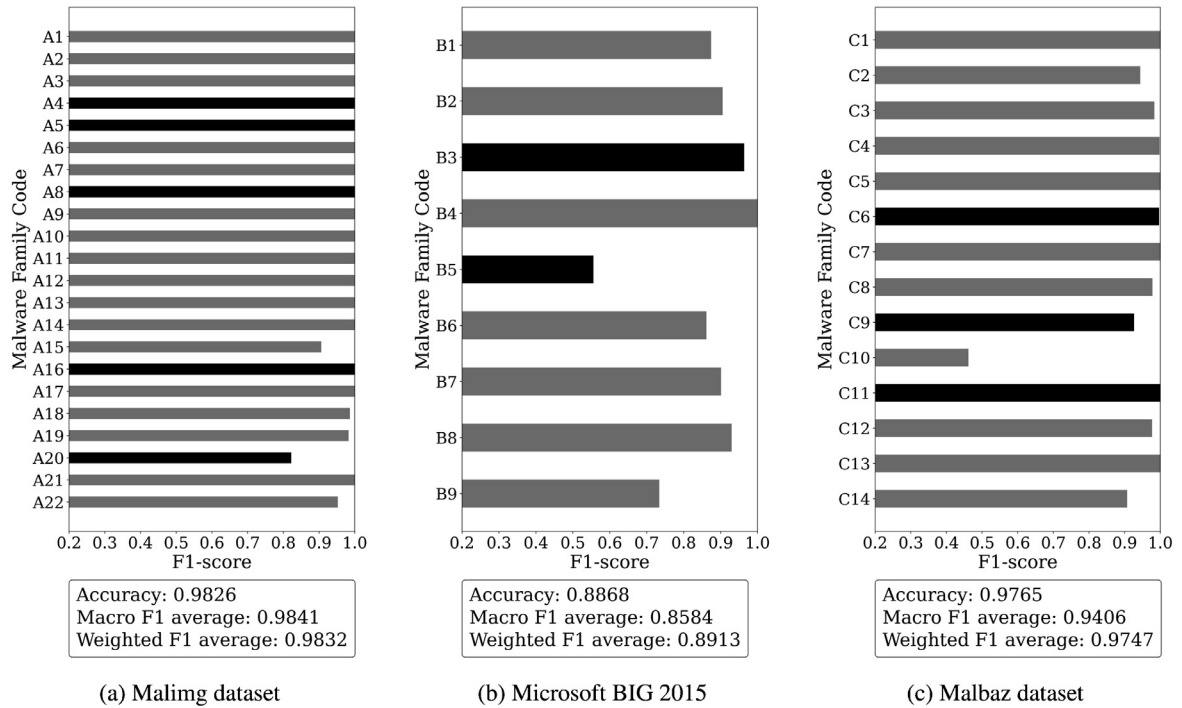 A1
A2
A3
A4
A5
A6
A7
A8
A9
A10
A11
A12
A13
A14
A15
A16
A17
A18
A19
A20
A21
A22
Malware Family Code
0.2 0.3 0.4 0.5 0.6 0.7 0.8 0.9 1.0
F1-score
Accuracy: 0.9826
Macro F1 average: 0.9841
Weighted F1 average: 0.9832
(a) Malimg dataset
B1
B2
B3
B4
B5
B6
B7
B8
B9
Malware Family Code
0.2 0.3 0.4 0.5 0.6 0.7 0.8 0.9 1.0
F1-score
Accuracy: 0.8868
Macro F1 average: 0.8584
Weighted F1 average: 0.8913
(b) Microsoft BIG 2015
C1
C2
C3
C4
C5
C6
C7
C8
C9
C10
C11
C12
C13
C14
Malware Family Code
0.2 0.3 0.4 0.5 0.6 0.7 0.8 0.9 1.0
F1-score
Accuracy: 0.9765
Macro F1 average: 0.9406
Weighted F1 average: 0.9747
(c) Malbaz dataset